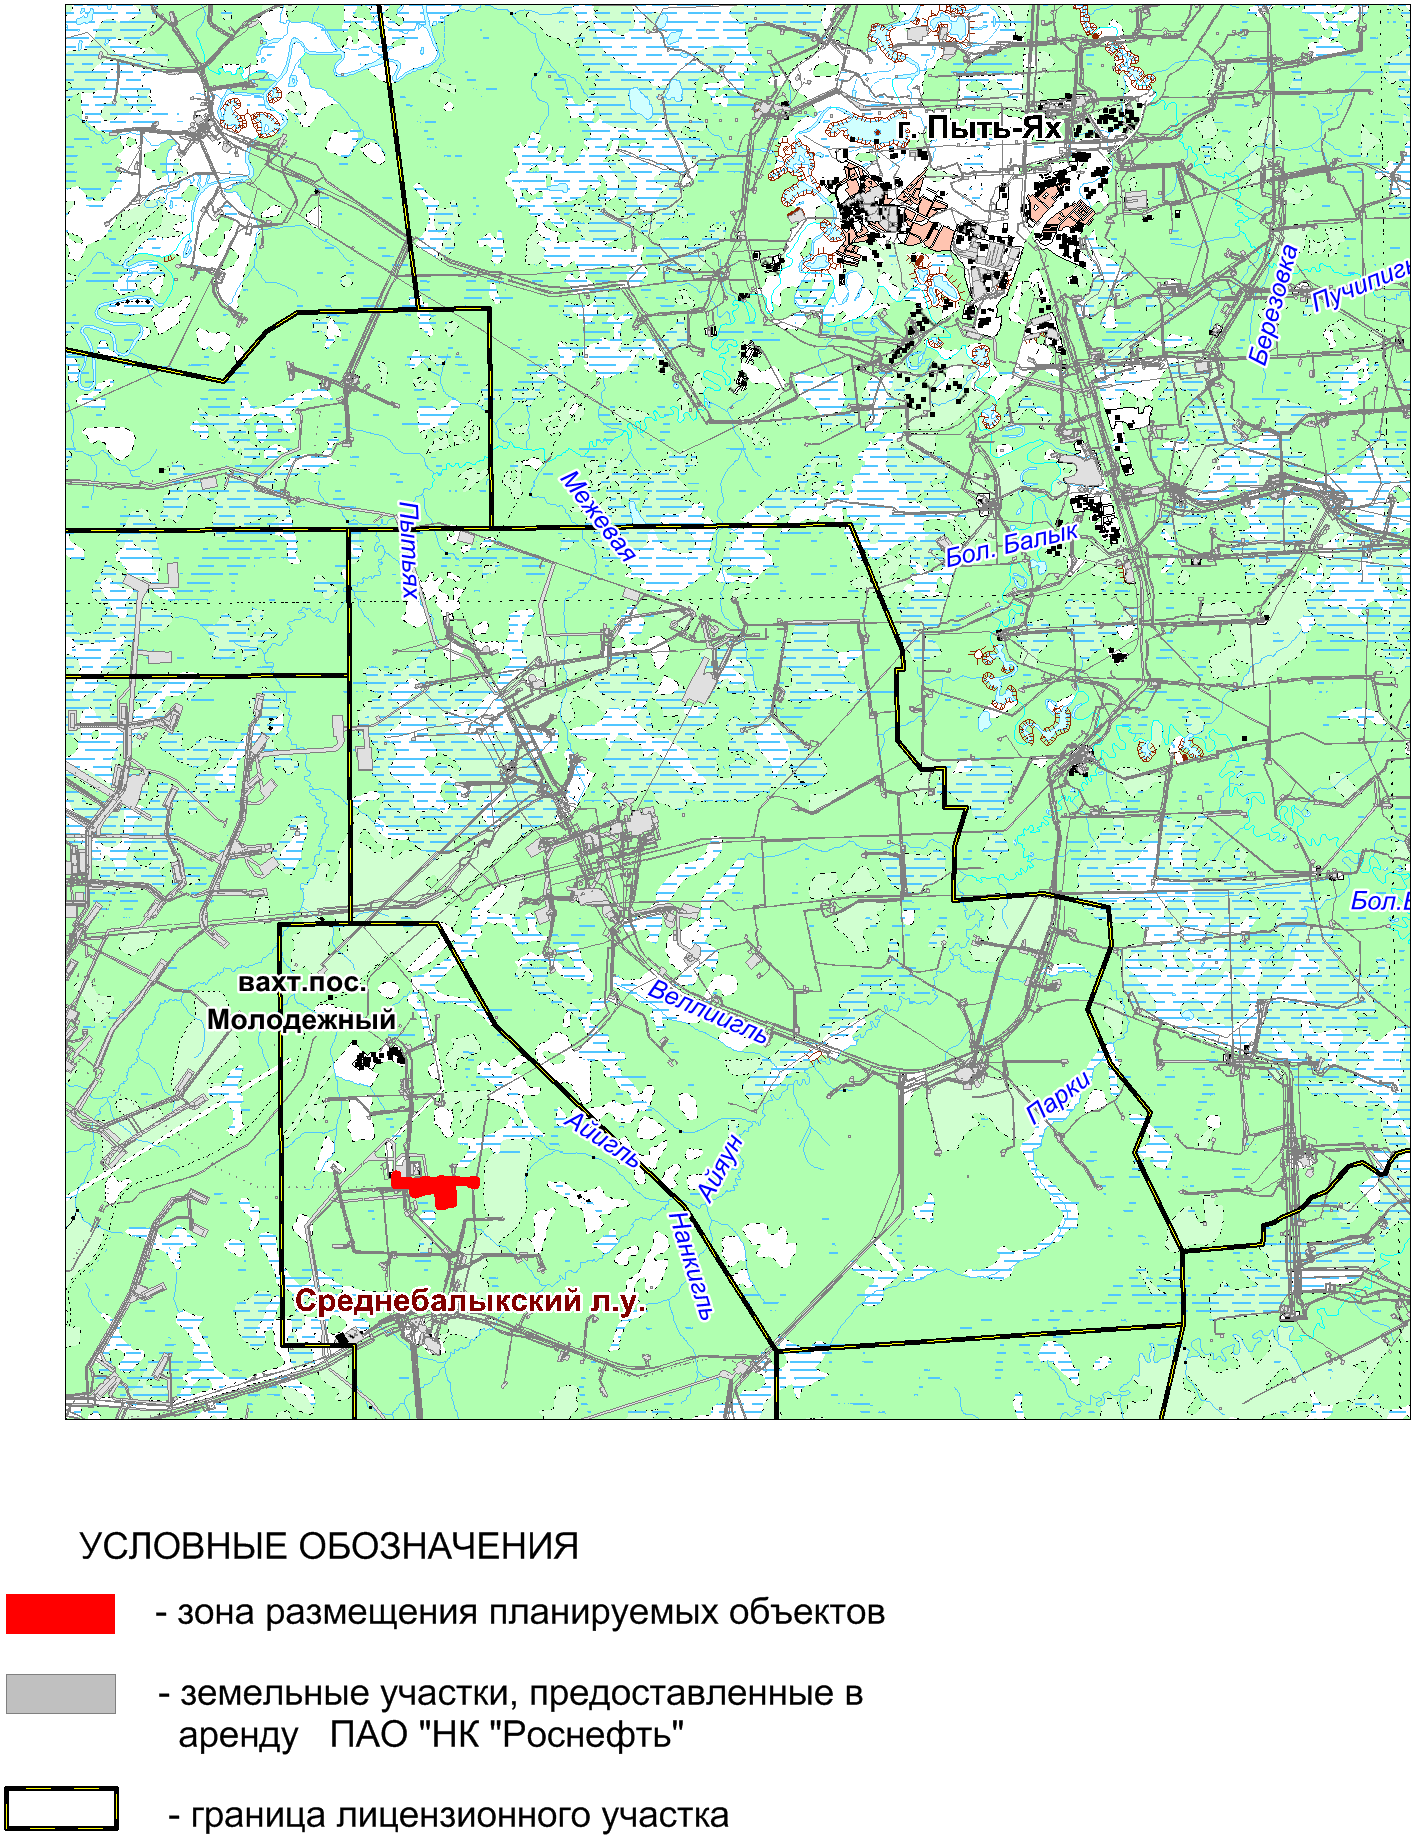 г. Пыть-Ях
Березовка
Пучипигь
Межевая
Пытьях
Бол. Балык
Бол.
вахт.пос.
Молодежный
Веллиигль
Парки
Айигль
Айяун
Нанкигль
Среднебалыкский л.у.
УСЛОВНЫЕ ОБОЗНАЧЕНИЯ
- зона размещения планируемых объектов
- земельные участки, предоставленные в
аренду ПАО "НК "Роснефть"
- граница лицензионного участка